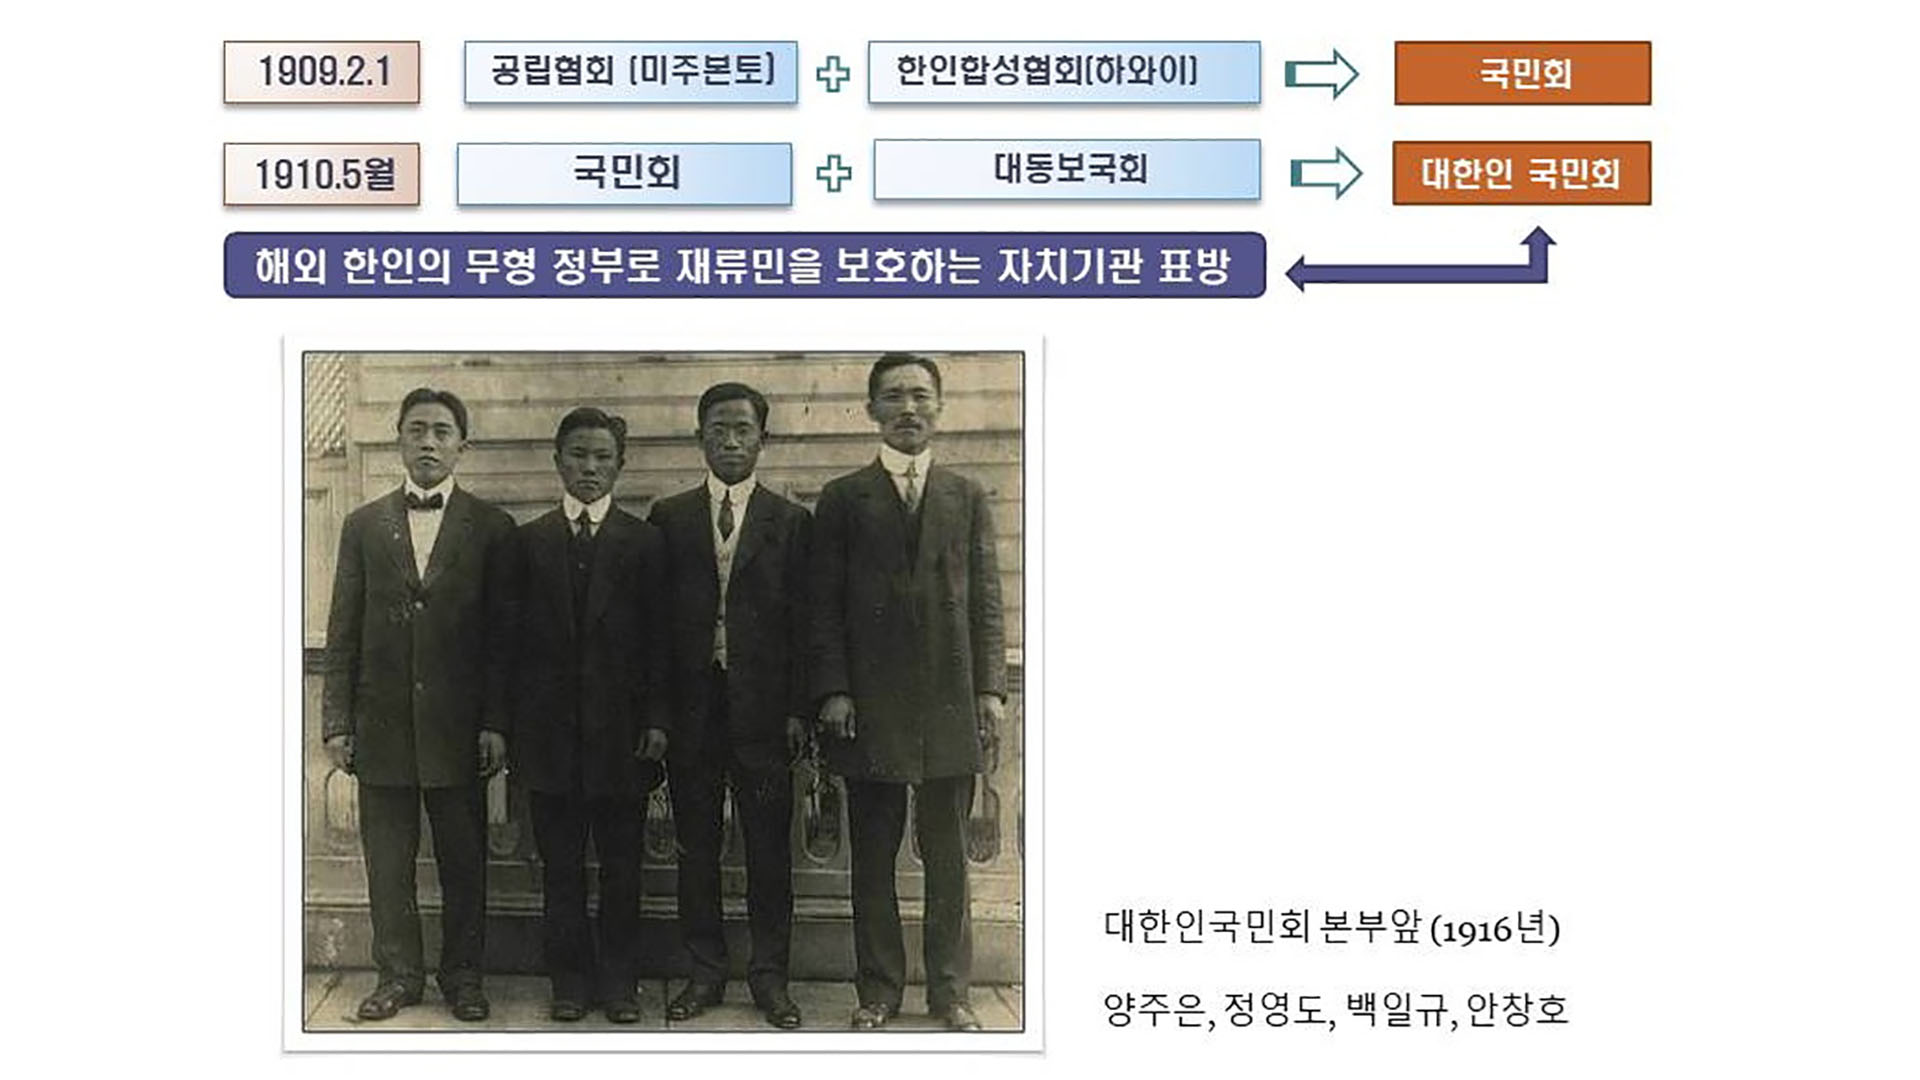 1909.2.1 공립협회 (미주본토) 한인합성협회(하와이) 국민회
1910.5월 국민회 대동보국회 대한인 국민회
해외 한인의 무형 정부로 재류민을 보호하는 자치기관 표방
대한인국민회 본부앞 (1916년)
양주은, 정영도, 백일규, 안창호